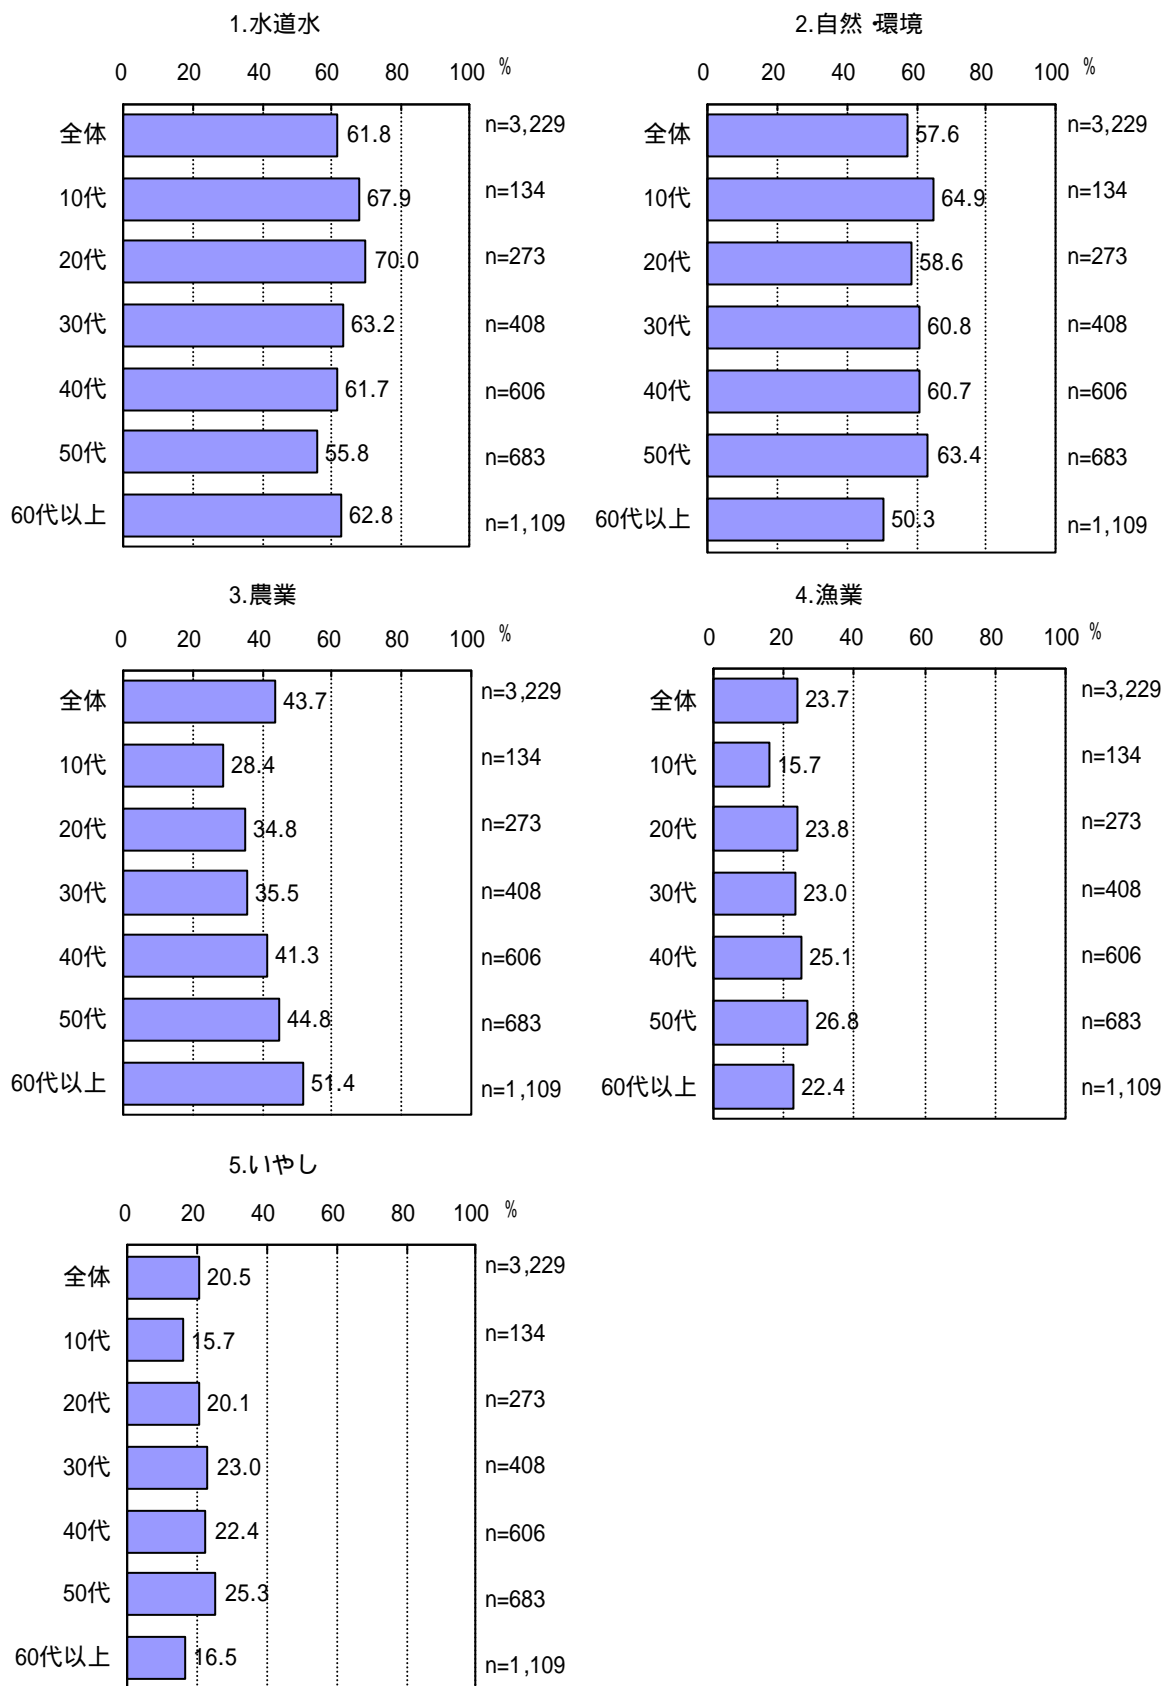 1.水道水
0 20 40 60 80 100 %
全体 61.8 n=3,229
10代 67.9 n=134
20代 70.0 n=273
30代 63.2 n=408
40代 61.7 n=606
50代 55.8 n=683
60代以上 62.8 n=1,109
2.自然・環境
0 20 40 60 80 100 %
全体 57.6 n=3,229
10代 64.9 n=134
20代 58.6 n=273
30代 60.8 n=408
40代 60.7 n=606
50代 63.4 n=683
60代以上 50.3 n=1,109
3.農業
0 20 40 60 80 100 %
全体 43.7 n=3,229
10代 28.4 n=134
20代 34.8 n=273
30代 35.5 n=408
40代 41.3 n=606
50代 44.8 n=683
60代以上 51.4 n=1,109
4.漁業
0 20 40 60 80 100 %
全体 23.7 n=3,229
10代 15.7 n=134
20代 23.8 n=273
30代 23.0 n=408
40代 25.1 n=606
50代 26.8 n=683
60代以上 22.4 n=1,109
5.いやし
0 20 40 60 80 100 %
全体 20.5 n=3,229
10代 15.7 n=134
20代 20.1 n=273
30代 23.0 n=408
40代 22.4 n=606
50代 25.3 n=683
60代以上 16.5 n=1,109